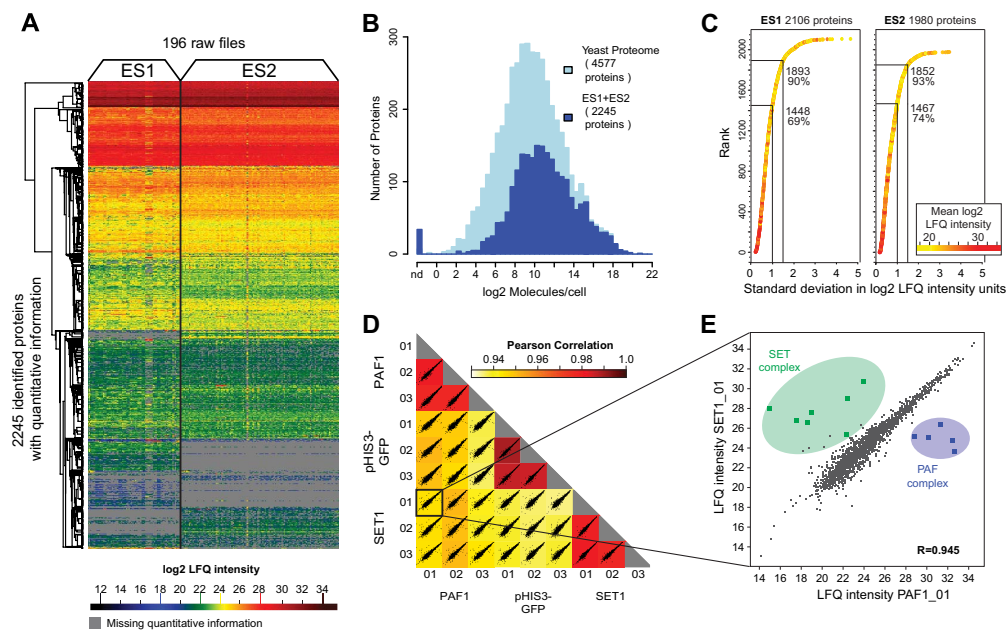 A
196 raw files
ES1
ES2
2245 identified proteins
with quantitative information
log2 LFQ intensity
12 14 16 18 20 22 24 26 28 30 32 34
Missing quantitative information
B
Number of Proteins
300
200
100
0
Yeast Proteome
( 4577
proteins )
ES1+ES2
( 2245
proteins )
nd 0 2 4 6 8 10 14 18 22
log2 Molecules/cell
C
ES1 2106 proteins
ES2 1980 proteins
Rank
2000
1600
1200
800
400
0
1893
90%
1448
69%
1852
93%
1467
74%
Mean log2
LFQ intensity
20 30
0 1 2 3 4 5
0 1 2 3 4 5
Standard deviation in log2 LFQ intensity units
D
Pearson Correlation
0.94 0.96 0.98 1.0
PAF1
01
02
03
pHIS3-
GFP
01
02
03
SET1
01
02
03
01 02 03 01 02 03 01 02 03
PAF1
pHIS3-
GFP
SET1
E
LFQ intensity SET1_01
34
32
30
28
26
24
22
20
18
16
14
SET
complex
PAF
complex
R=0.945
14 16 18 20 22 24 26 28 30 32 34
LFQ intensity PAF1_01